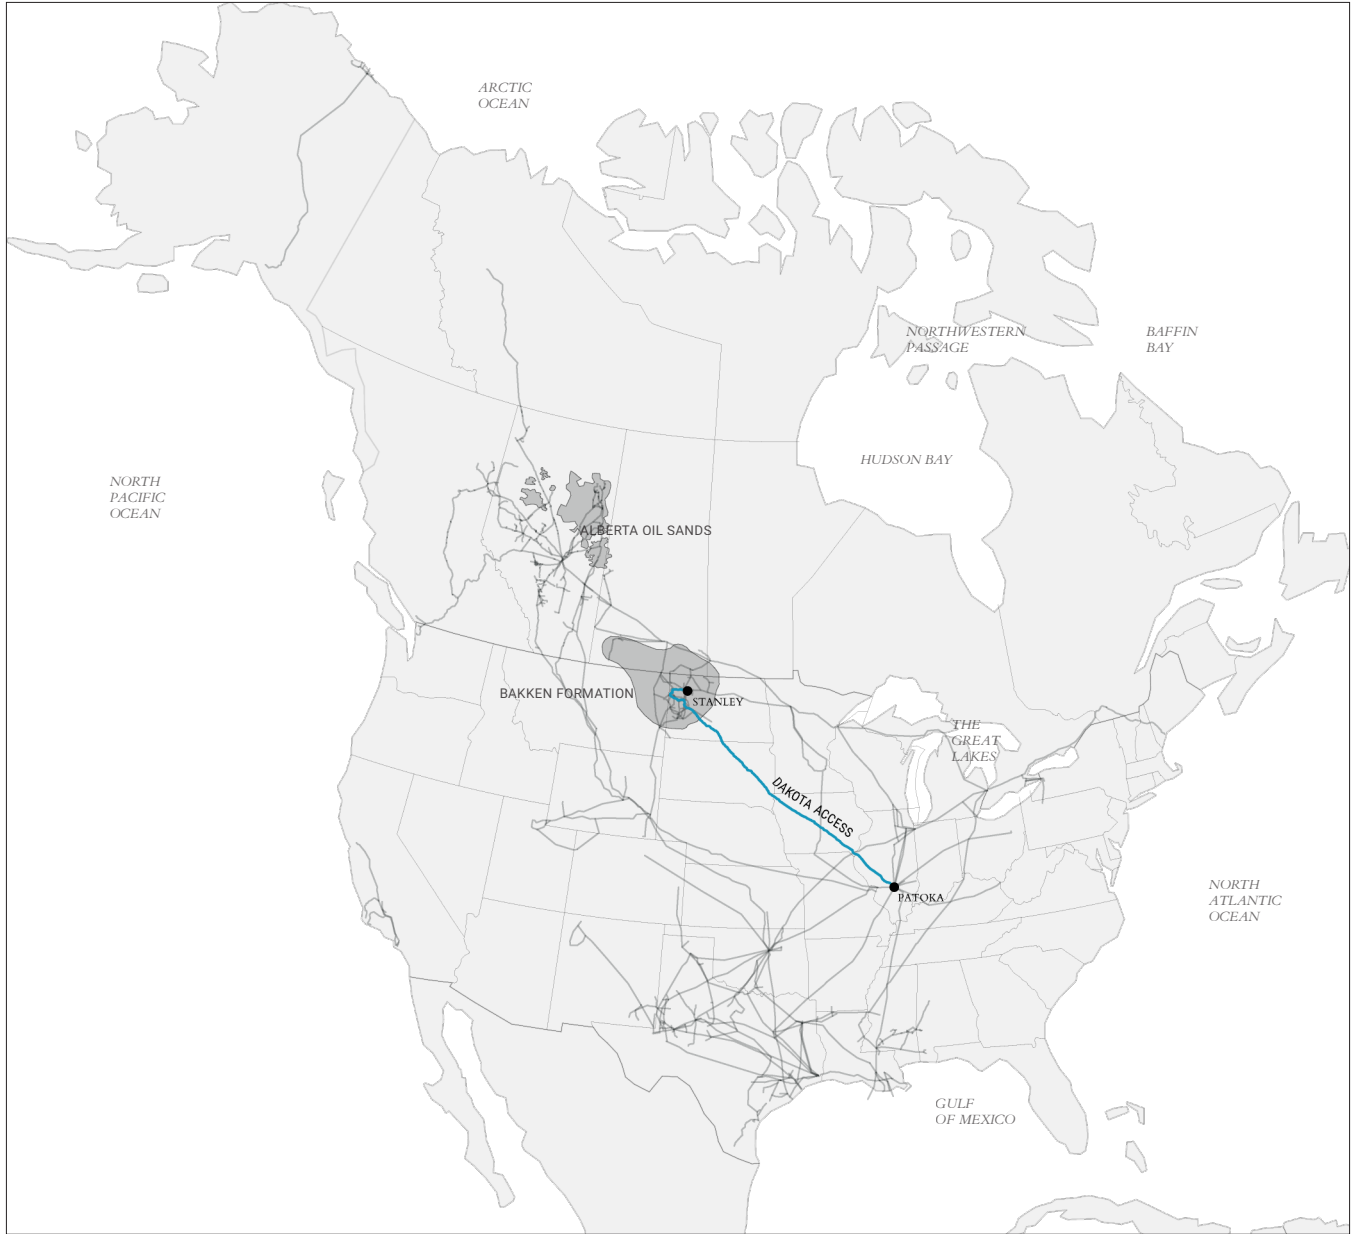 ARCTIC
OCEAN
NORTHWESTERN
PASSAGE
BAFFIN
BAY
HUDSON BAY
NORTH
PACIFIC
OCEAN
ALBERTA OIL SANDS
BAKKEN FORMATION
STANLEY
THE
GREAT
LAKES
DAKOTA ACCESS
PATOKA
NORTH
ATLANTIC
OCEAN
GULF
OF MEXICO